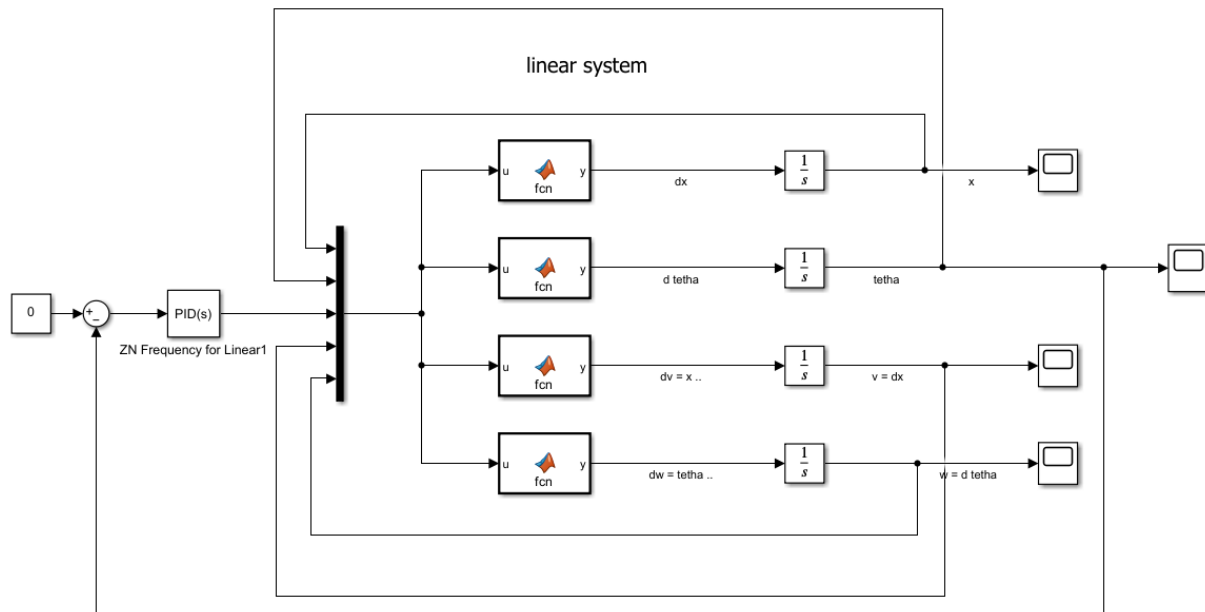 linear system
u
y
fcn
dx
1
s
x
u
y
fcn
d tetha
1
s
tetha
0
+
−
PID(s)
ZN Frequency for Linear1
u
y
fcn
dv = x ..
1
s
v = dx
u
y
fcn
dw = tetha ..
1
s
w = d tetha